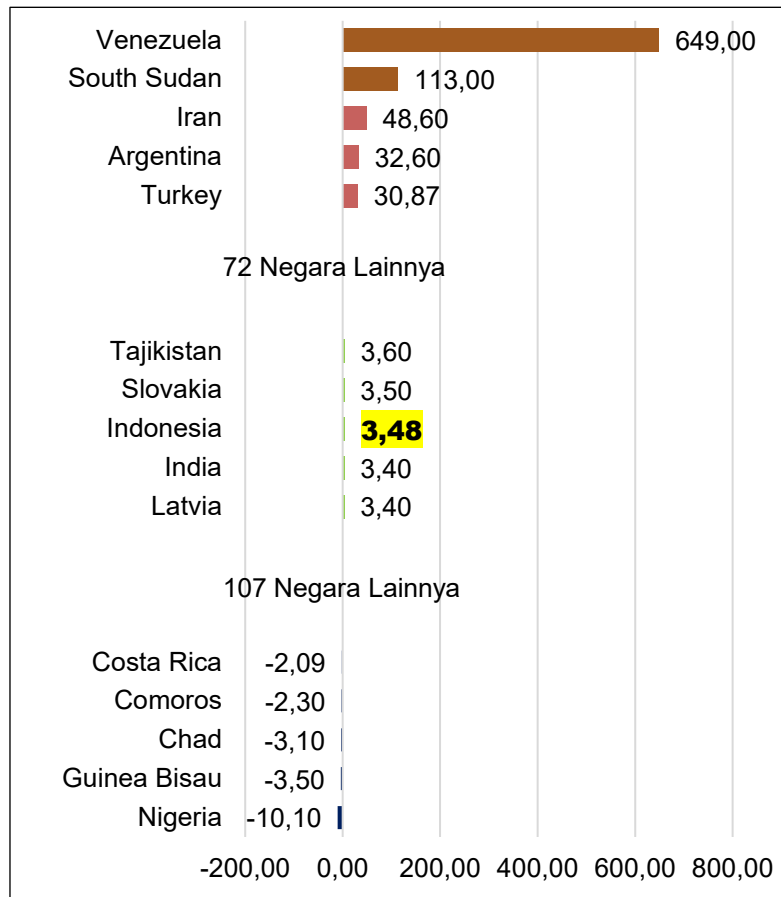 Venezuela 649,00
South Sudan 113,00
Iran 48,60
Argentina 32,60
Turkey 30,87
72 Negara Lainnya
Tajikistan 3,60
Slovakia 3,50
Indonesia 3,48
India 3,40
Latvia 3,40
107 Negara Lainnya
Costa Rica -2,09
Comoros -2,30
Chad -3,10
Guinea Bisau -3,50
Nigeria -10,10
-200,00 0,00 200,00 400,00 600,00 800,00